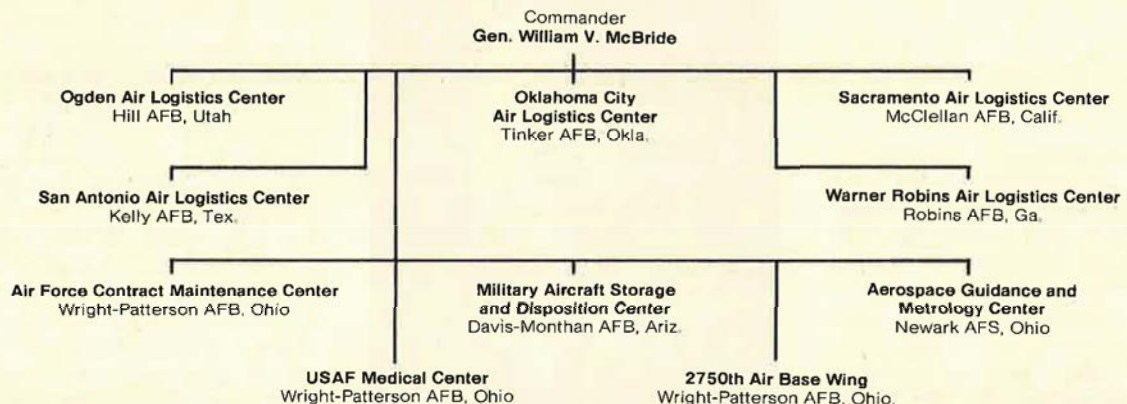 Commander
Gen. William V. McBride
Ogden Air Logistics Center
Hill AFB, Utah
Oklahoma City
Air Logistics Center
Tinker AFB, Okla.
Sacramento Air Logistics Center
McClellan AFB, Calif.
San Antonio Air Logistics Center
Kelly AFB, Tex.
Warner Robins Air Logistics Center
Robins AFB, Ga.
Air Force Contract Maintenance Center
Wright-Patterson AFB, Ohio
Military Aircraft Storage
and Disposition Center
Davis-Monthan AFB, Ariz.
Aerospace Guidance and
Metrology Center
Newark AFS, Ohio
USAF Medical Center
Wright-Patterson AFB, Ohio
2750th Air Base Wing
Wright-Patterson AFB, Ohio.